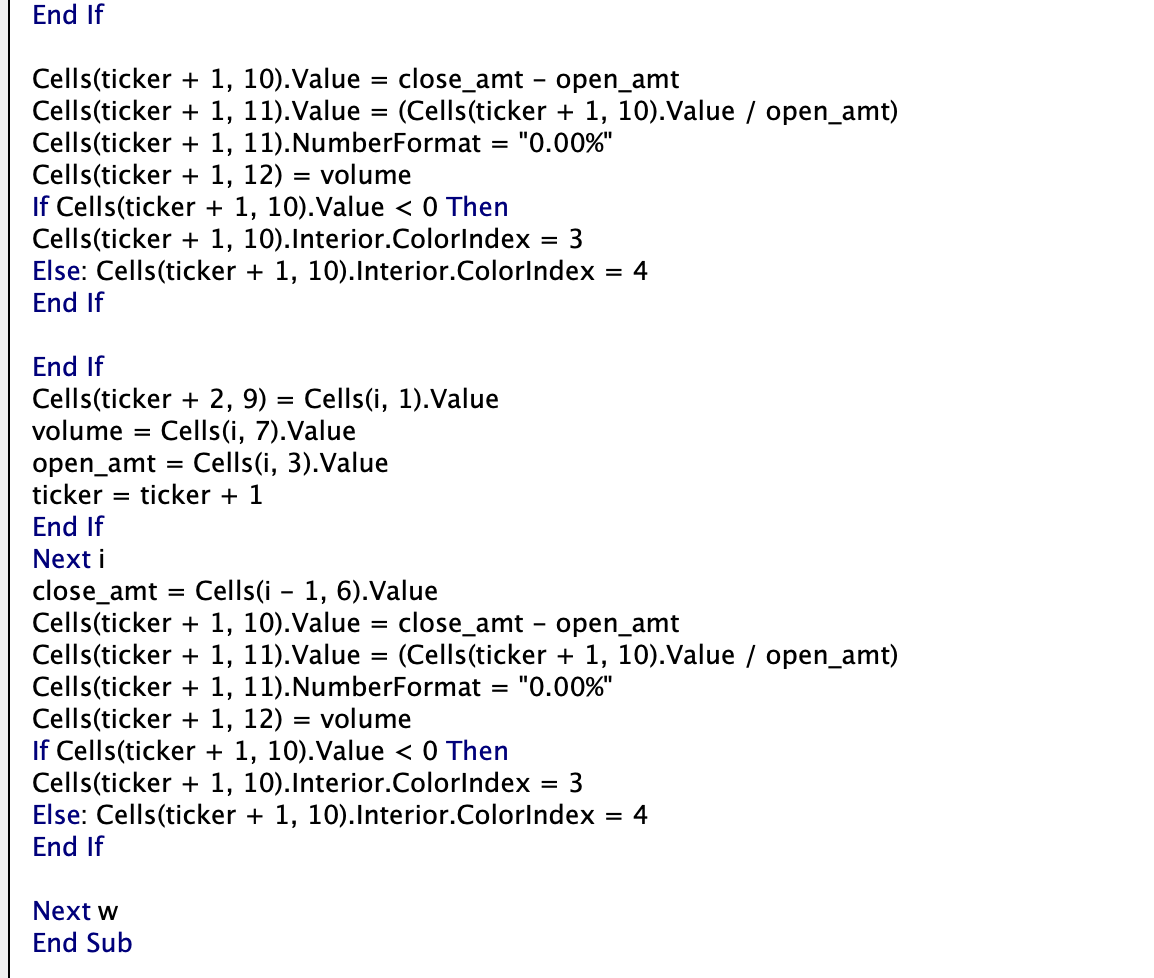 End If
Cells(ticker + 1, 10).Value = close_amt - open_amt
Cells(ticker + 1, 11).Value = (Cells(ticker + 1, 10).Value / open_amt)
Cells(ticker + 1, 11).NumberFormat = "0.00%"
Cells(ticker + 1, 12) = volume
If Cells(ticker + 1, 10).Value < 0 Then
Cells(ticker + 1, 10).Interior.ColorIndex = 3
Else: Cells(ticker + 1, 10).Interior.ColorIndex = 4
End If
End If
Cells(ticker + 2, 9) = Cells(i, 1).Value
volume = Cells(i, 7).Value
open_amt = Cells(i, 3).Value
ticker = ticker + 1
End If
Next i
close_amt = Cells(i - 1, 6).Value
Cells(ticker + 1, 10).Value = close_amt - open_amt
Cells(ticker + 1, 11).Value = (Cells(ticker + 1, 10).Value / open_amt)
Cells(ticker + 1, 11).NumberFormat = "0.00%"
Cells(ticker + 1, 12) = volume
If Cells(ticker + 1, 10).Value < 0 Then
Cells(ticker + 1, 10).Interior.ColorIndex = 3
Else: Cells(ticker + 1, 10).Interior.ColorIndex = 4
End If
Next w
End Sub